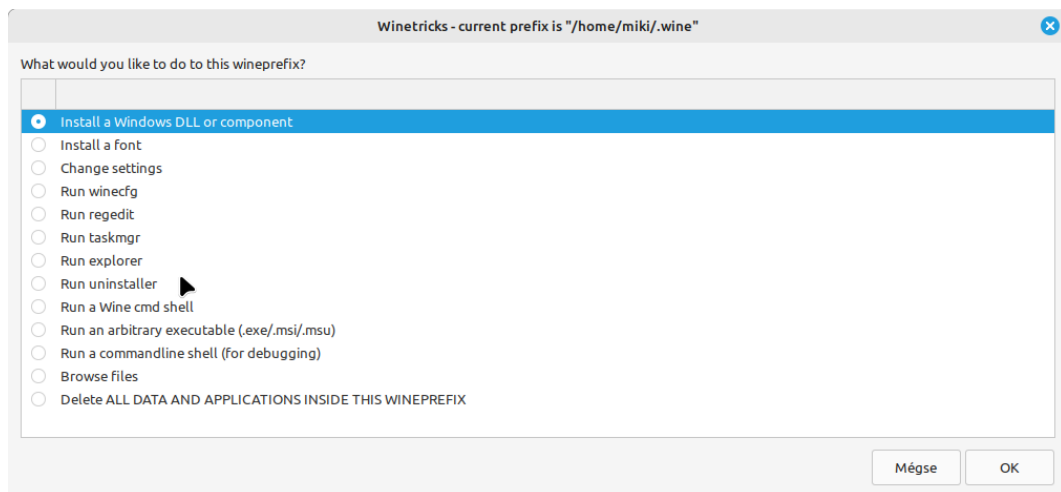 Winetricks - current prefix is "/home/miki/.wine"
What would you like to do to this wineprefix?
Install a Windows DLL or component
Install a font
Change settings
Run winecfg
Run regedit
Run taskmgr
Run explorer
Run uninstaller
Run a Wine cmd shell
Run an arbitrary executable (.exe/.msi/.msu)
Run a commandline shell (for debugging)
Browse files
Delete ALL DATA AND APPLICATIONS INSIDE THIS WINEPREFIX
Mégse OK